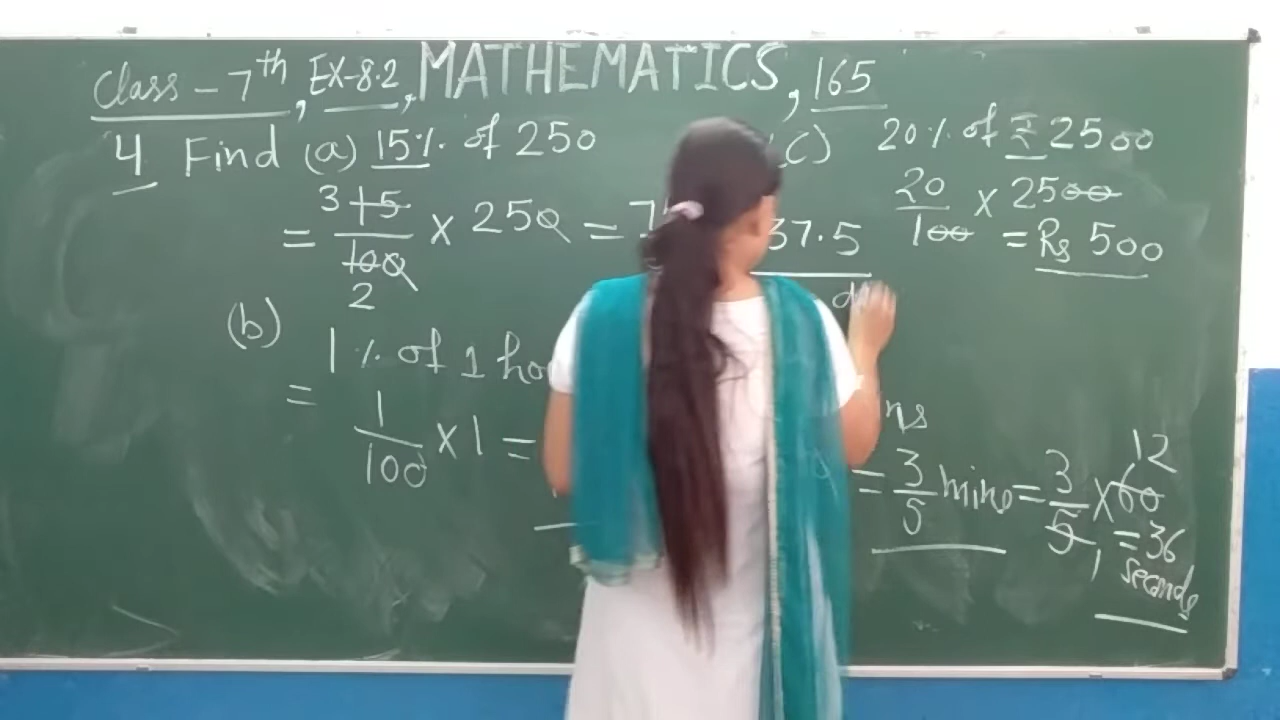 Class - 7th, EX-8.2, MATHEMATICS, 165
4 Find (a) 15% of 250
= 3 15/100 2 × 250 = 37.5
(b) 1% of 1
= 1/100 × 1 =
= 3/5 mins = 3/5 1 × 60 12
= 36
seconds
(C) 20% of ₹ 2500
20/100 × 2500
= Rs 500